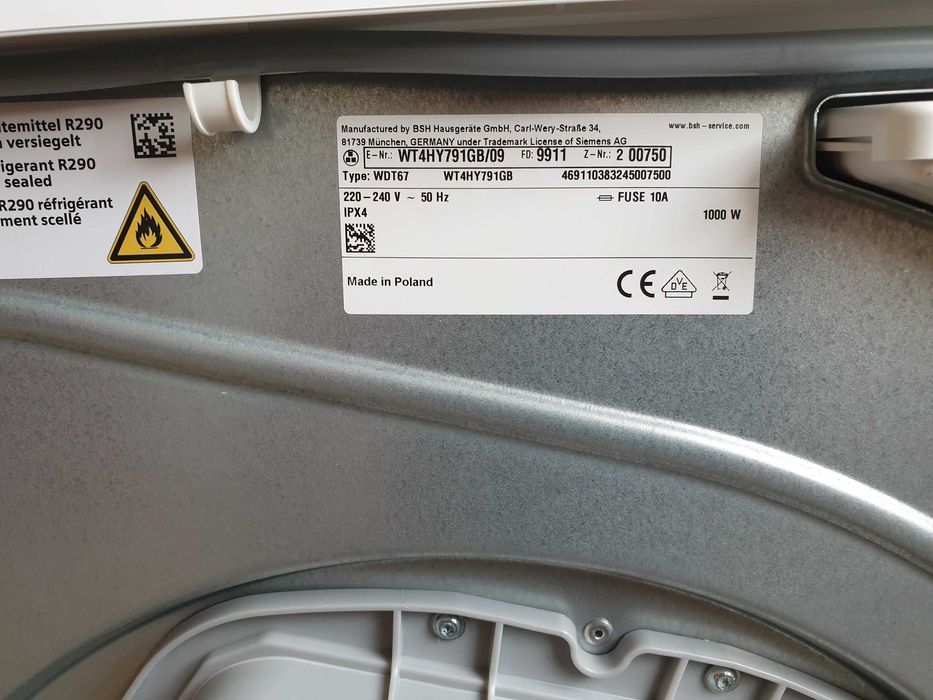 temittel R290
n versiegelt
rigerant R290
sealed
R290 réfrigérant
ment scellé
Manufactured by BSH Hausgeräte GmbH, Carl-Wery-Straße 34,
81739 München, GERMANY under Trademark License of Siemens AG
www.bsh-service.com
E-Nr.: WT4HY791GB/09 FD: 9911 Z-Nr.: 2 00750
Type: WDT67 WT4HY791GB 469110383245007500
220-240 V ~ 50 Hz FUSE 10A
IPX4 1000 W
Made in Poland
CE DVE